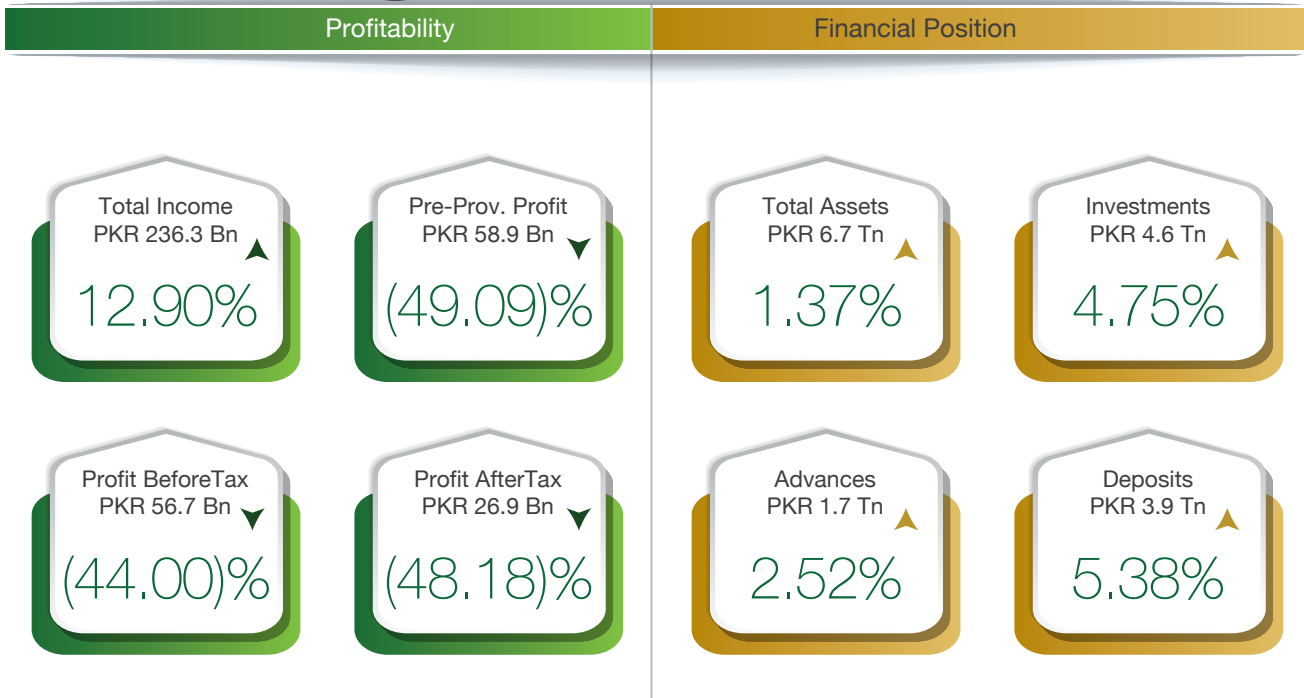 Profitability
Financial Position
Total Income
PKR 236.3 Bn
12.90%
Pre-Prov. Profit
PKR 58.9 Bn
(49.09)%
Total Assets
PKR 6.7 Tn
1.37%
Investments
PKR 4.6 Tn
4.75%
Profit BeforeTax
PKR 56.7 Bn
(44.00)%
Profit AfterTax
PKR 26.9 Bn
(48.18)%
Advances
PKR 1.7 Tn
2.52%
Deposits
PKR 3.9 Tn
5.38%